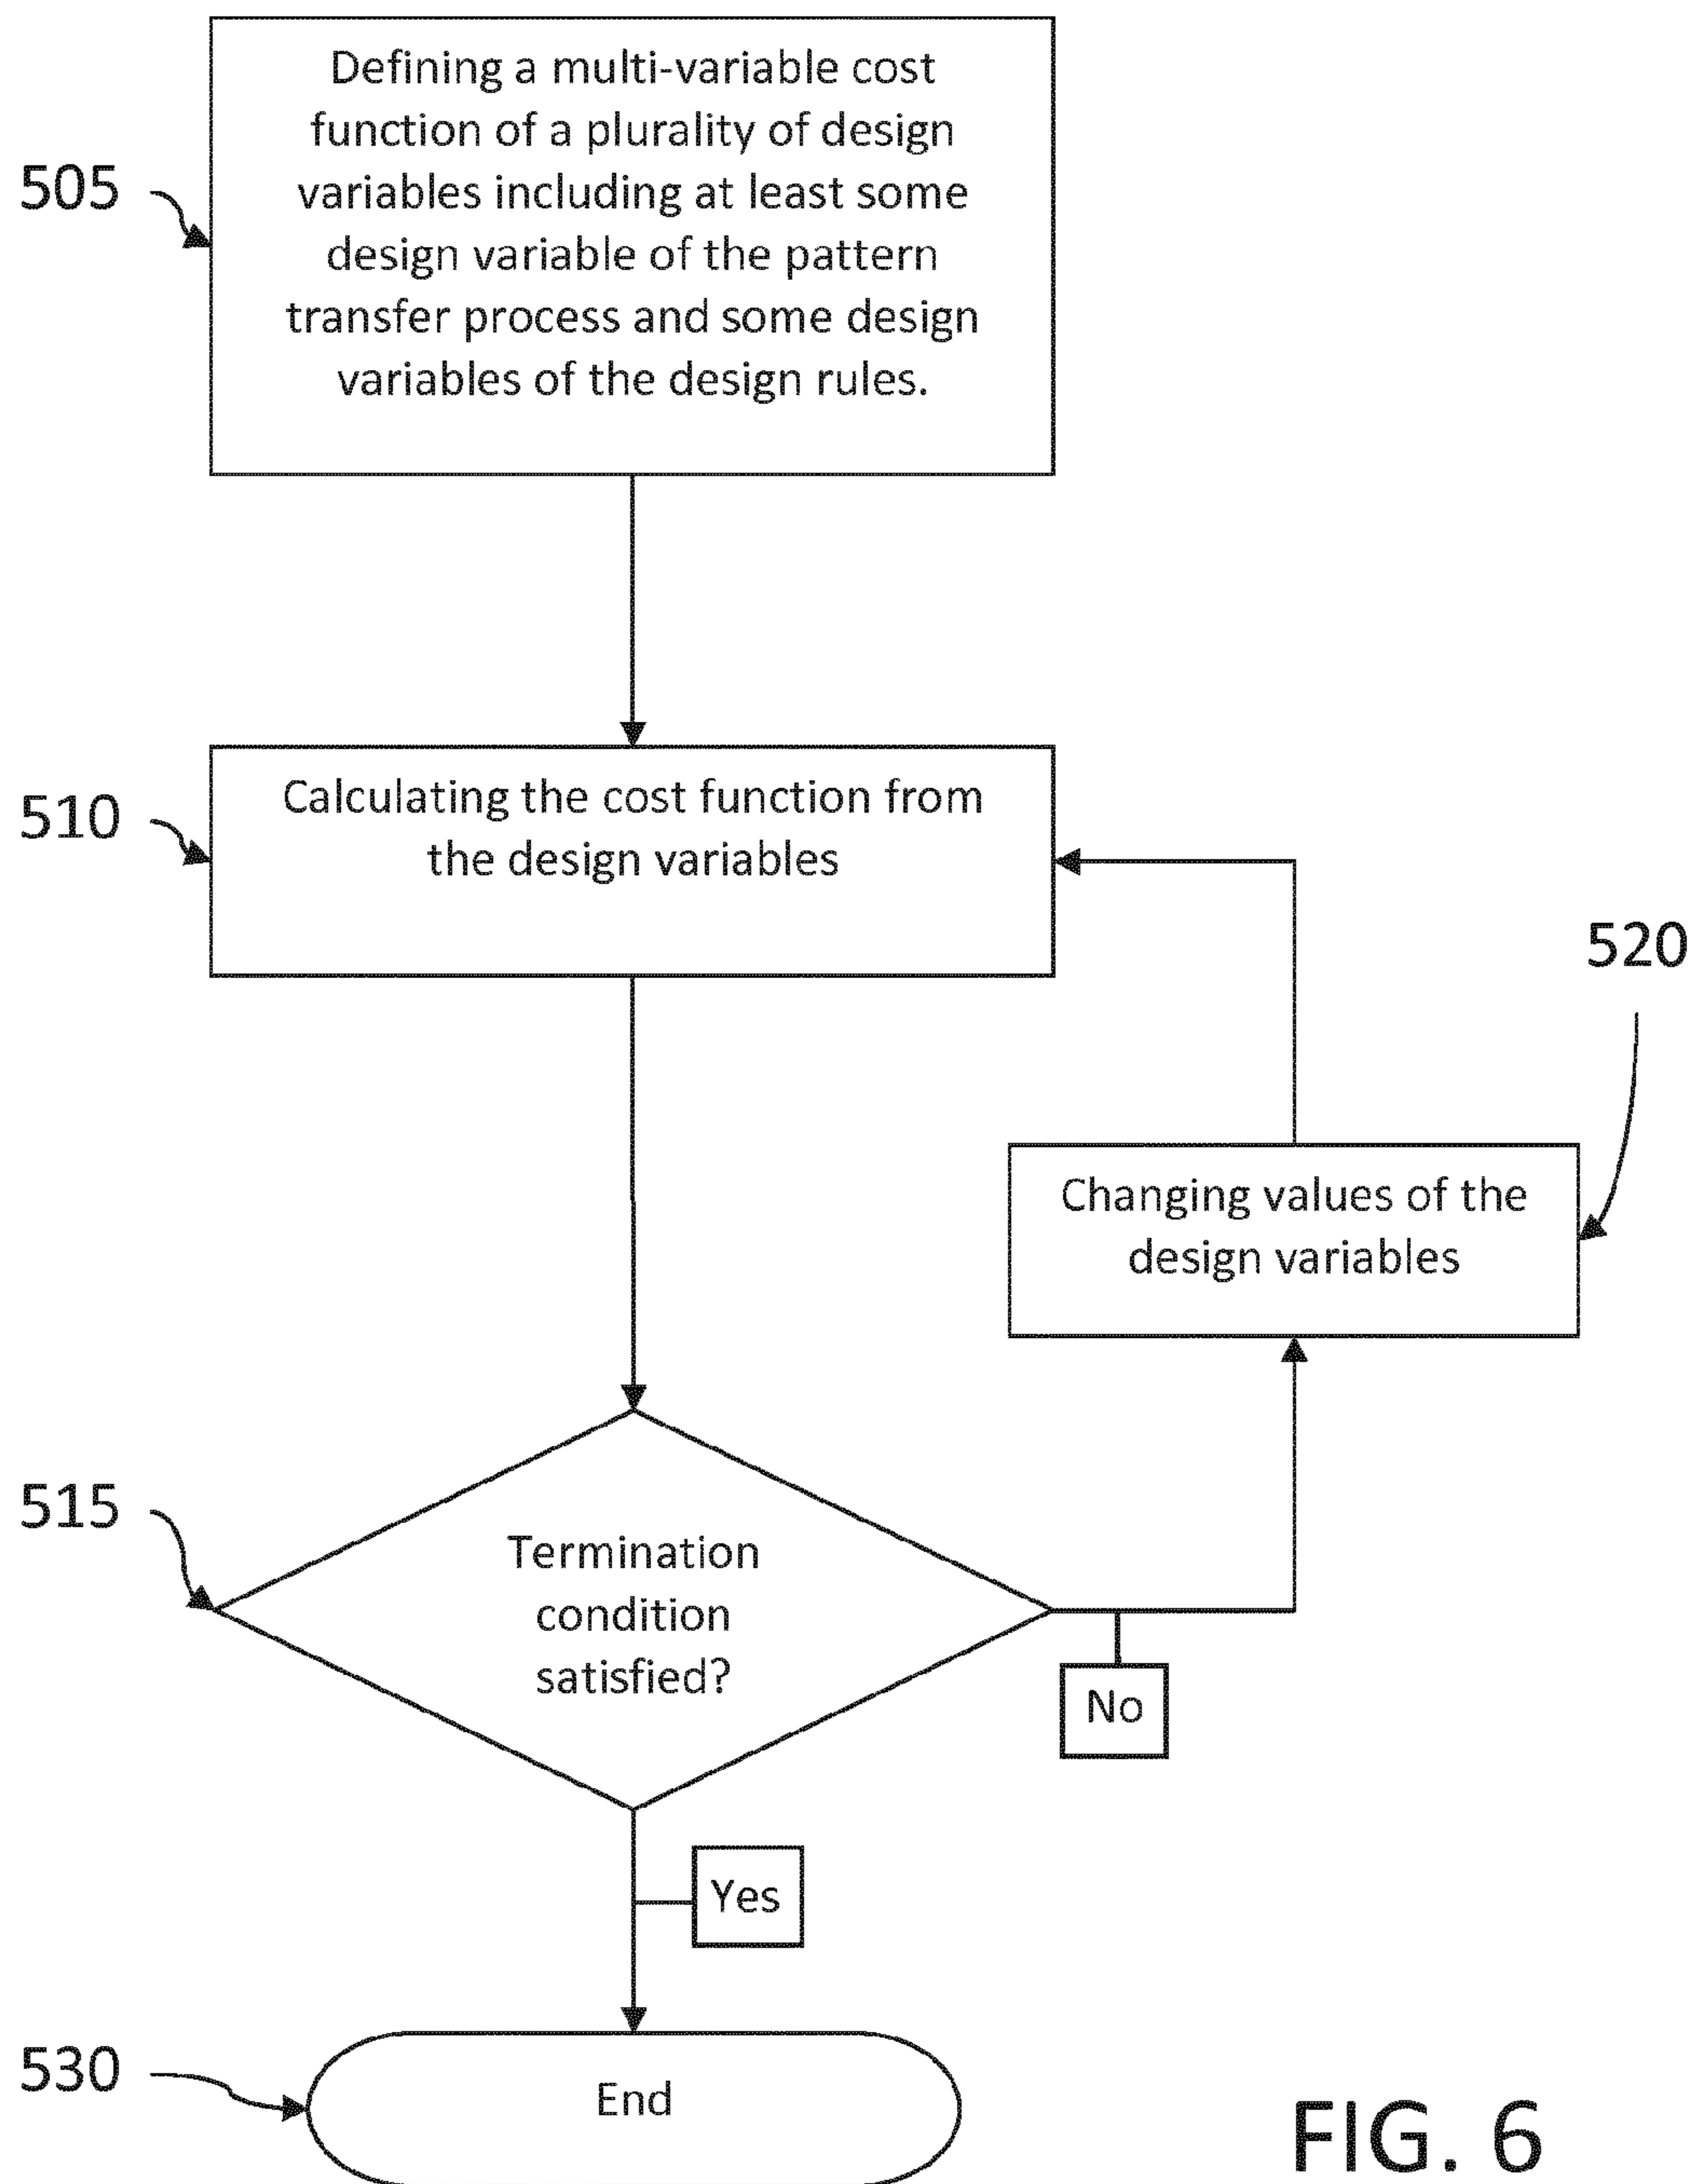 Defining a multi-variable cost
function of a plurality of design
variables including at least some
design variable of the pattern
transfer process and some design
variables of the design rules.
505
Calculating the cost function from
the design variables
510
520
Changing values of the
design variables
515
Termination
condition
satisfied?
No
Yes
530
End
FIG. 6